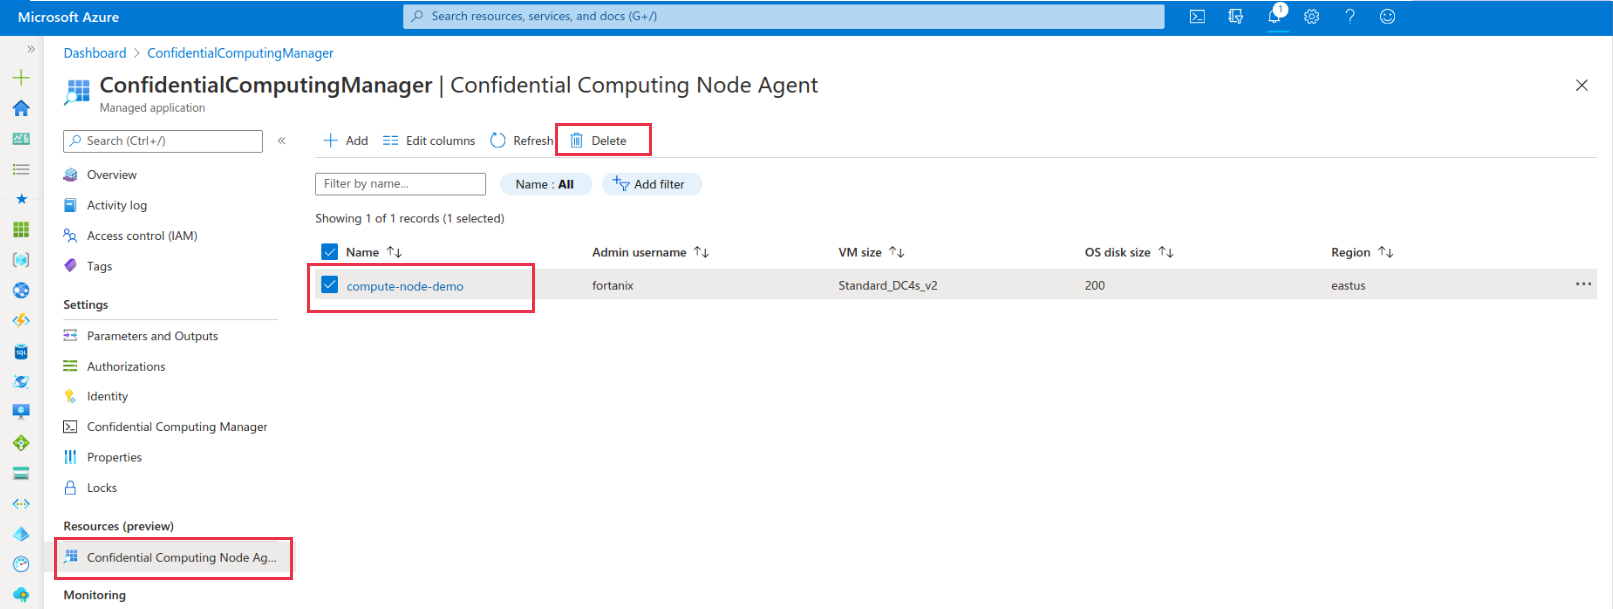 Microsoft Azure
Search resources, services, and docs (G+/)
1
Dashboard > ConfidentialComputingManager
ConfidentialComputingManager | Confidential Computing Node Agent
Managed application
Search (Ctrl+/)
Add Edit columns Refresh Delete
Overview
Activity log
Access control (IAM)
Tags
Settings
Parameters and Outputs
Authorizations
Identity
Confidential Computing Manager
Properties
Locks
Resources (preview)
Confidential Computing Node Ag...
Monitoring
Filter by name...
Name : All
Add filter
Showing 1 of 1 records (1 selected)
Name Admin username VM size OS disk size Region
compute-node-demo fortanix Standard_DC4s_v2 200 eastus
SQL